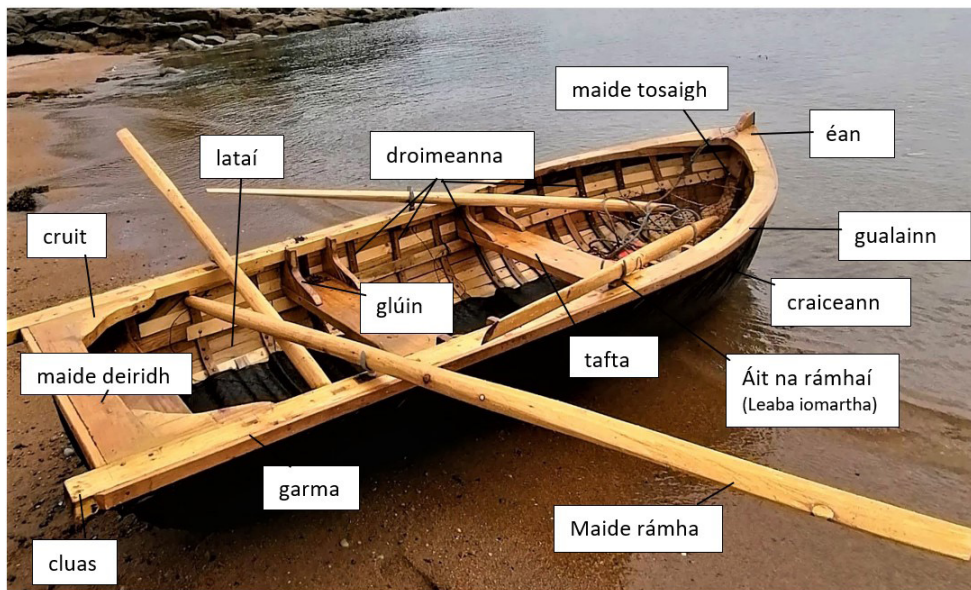 maide tosaigh
éan
lataí
droimeanna
cruit
gualainn
glúin
craiceann
tafta
maide deiridh
Áit na rámhaí
(Leaba iomartha)
garma
Maide rámha
cluas